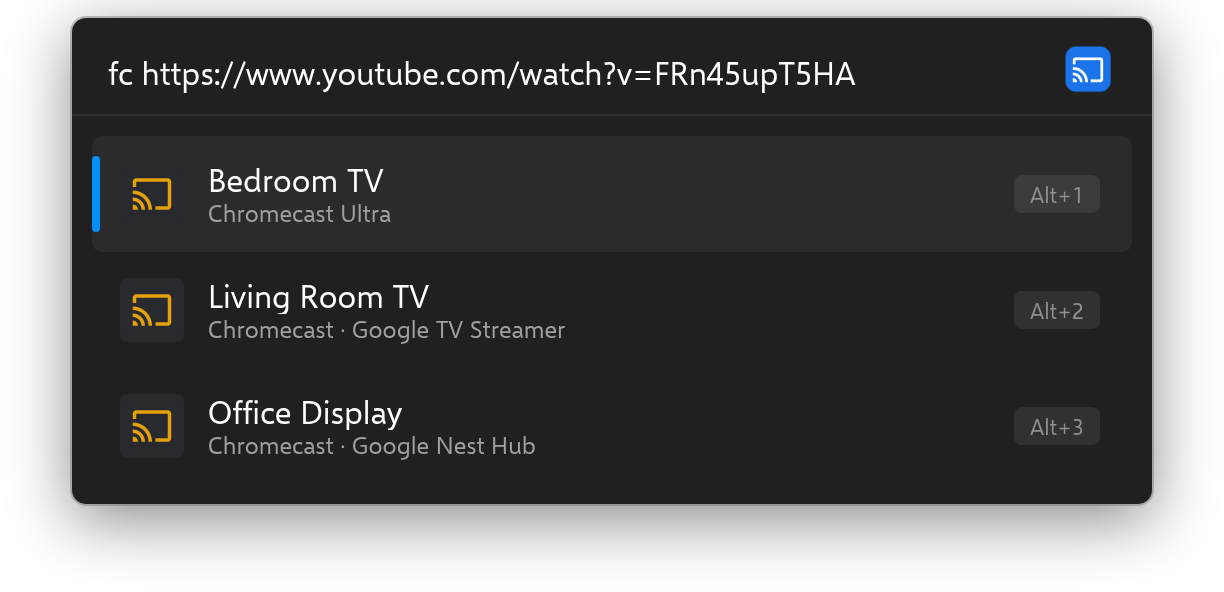 fc https://www.youtube.com/watch?v=FRn45upT5HA
Bedroom TV
Chromecast Ultra
Alt+1
Living Room TV
Chromecast · Google TV Streamer
Alt+2
Office Display
Chromecast · Google Nest Hub
Alt+3